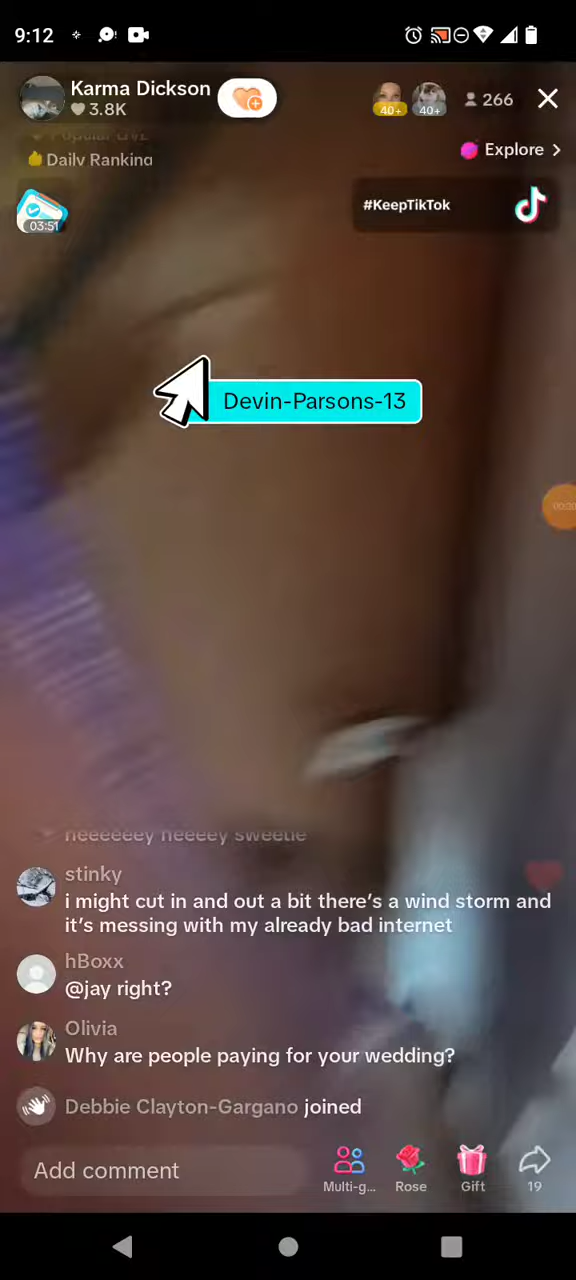 9:12
Karma Dickson
3.8K
40+
40+
266
Daily Ranking
Explore
03:51
#KeepTikTok
Devin-Parsons-13
heeeeeey heeeey sweetie
stinky
i might cut in and out a bit there's a wind storm and
it's messing with my already bad internet
hBoxx
@jay right?
Olivia
Why are people paying for your wedding?
Debbie Clayton-Gargano joined
Add comment
Multi-g...
Rose
Gift
19